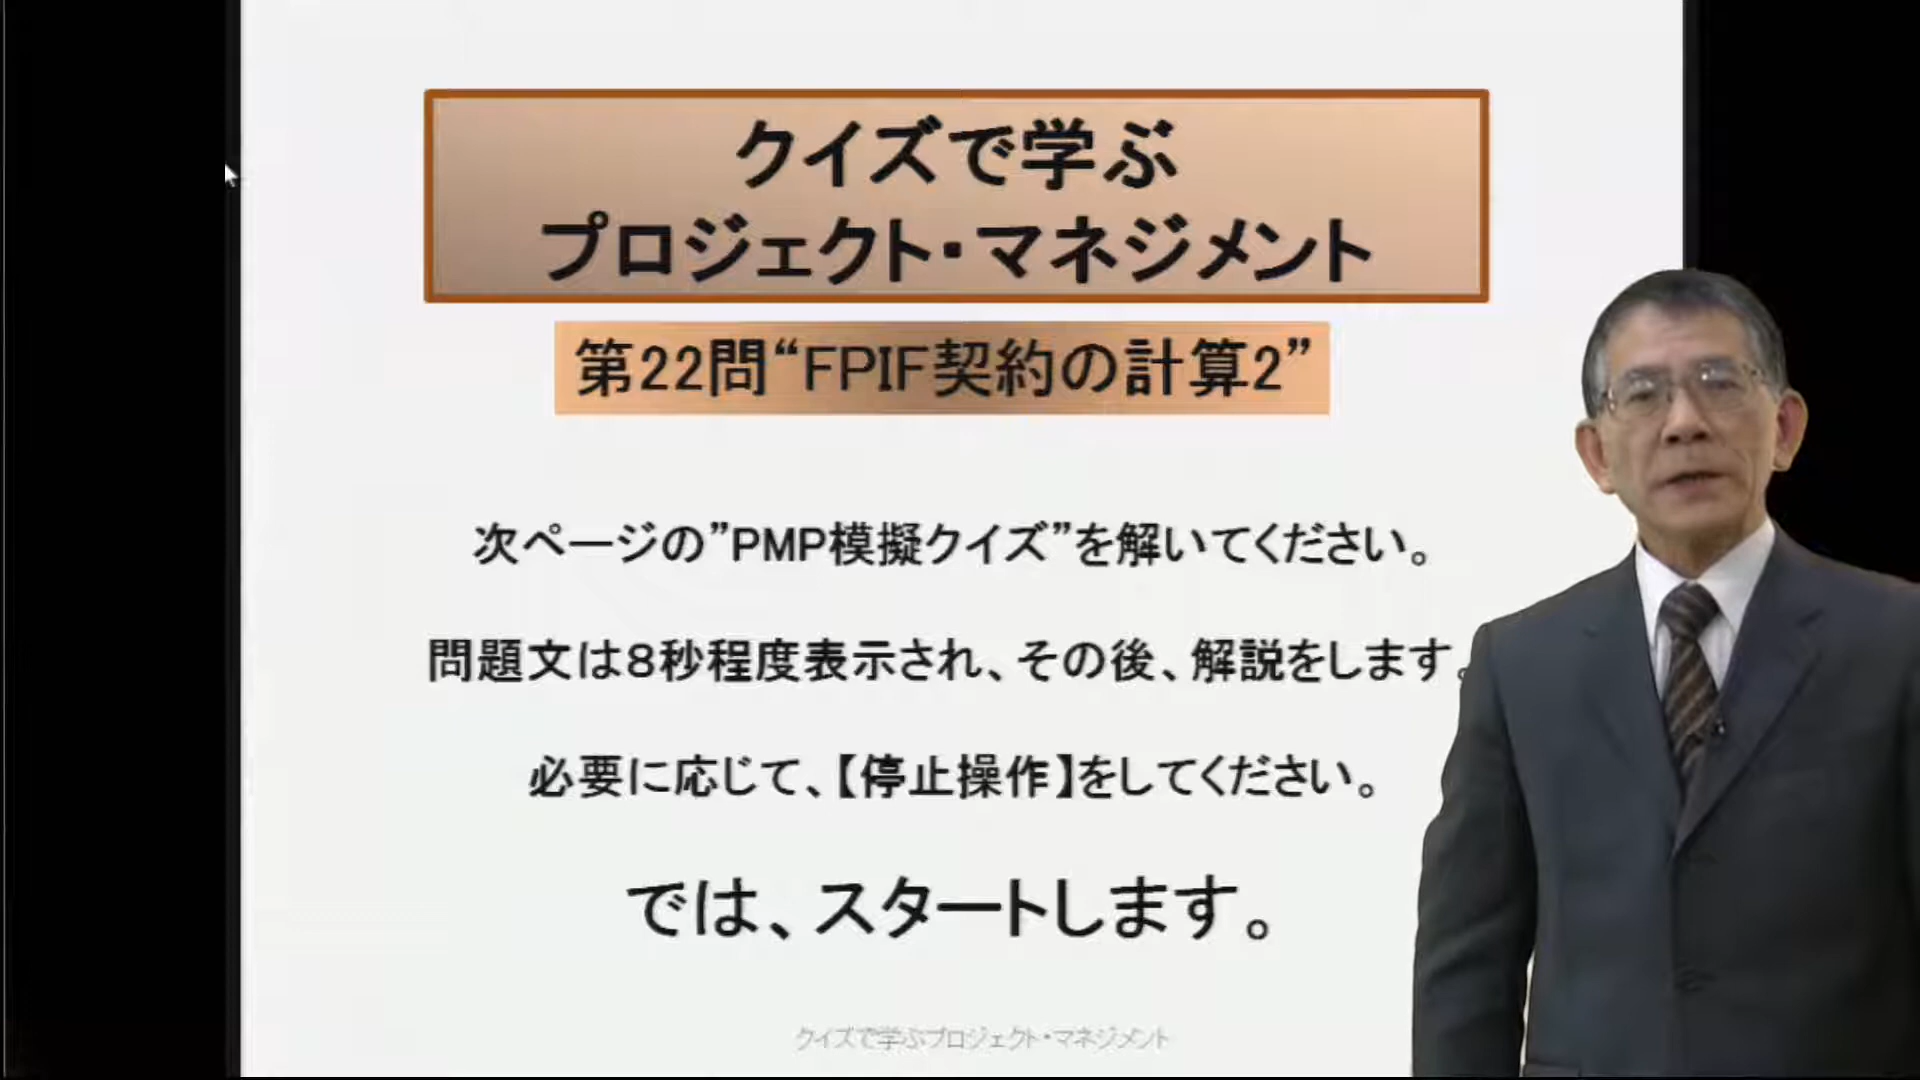 クイズで学ぶ
プロジェクト・マネジメント
第22問“FPIF契約の計算2”
次ページの”PMP模擬クイズ”を解いてください。
問題文は8秒程度表示され、その後、解説をします。
必要に応じて、【停止操作】をしてください。
では、スタートします。
クイズで学ぶプロジェクト・マネジメント